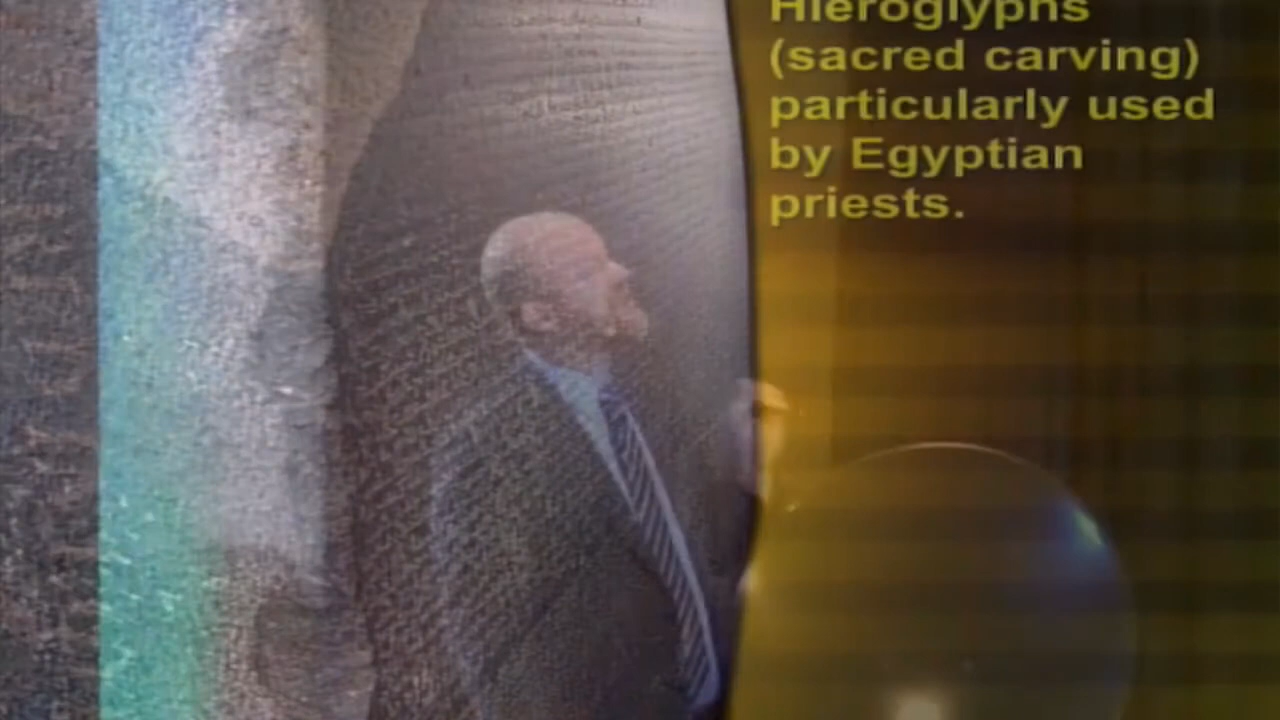 Hieroglyphs
(sacred carving)
particularly used
by Egyptian
priests.